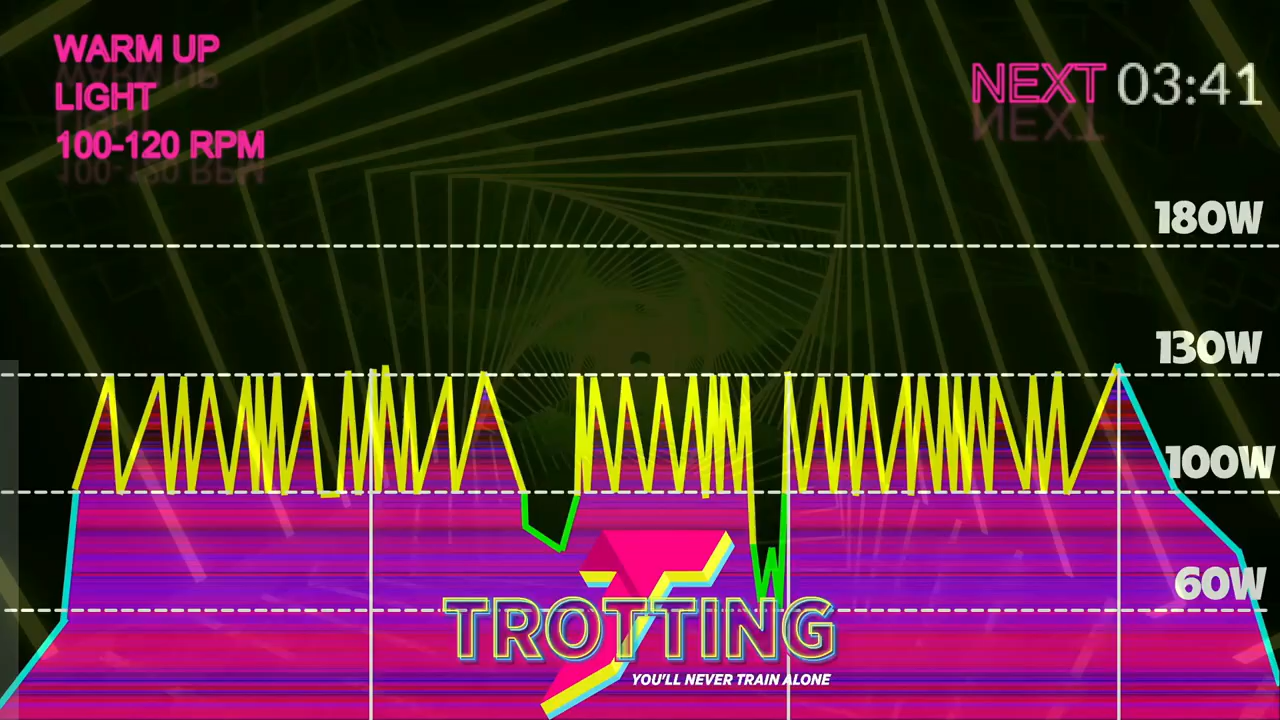 WARM UP
LIGHT
100-120 RPM
NEXT 03:41
180W
130W
100W
60W
TROTTING
YOU'LL NEVER TRAIN ALONE